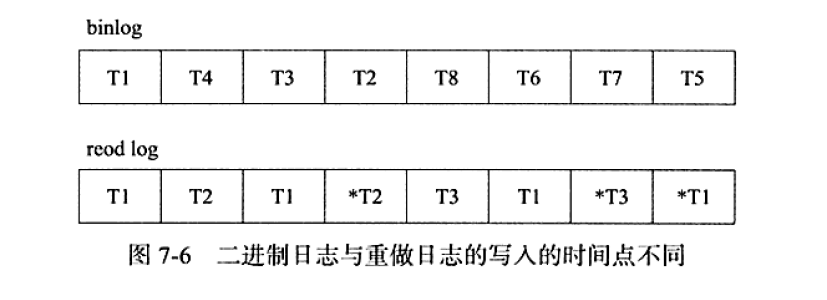 binlog
T1 T4 T3 T2 T8 T6 T7 T5
reod log
T1 T2 T1 *T2 T3 T1 *T3 *T1
图 7-6 二进制日志与重做日志的写入的时间点不同